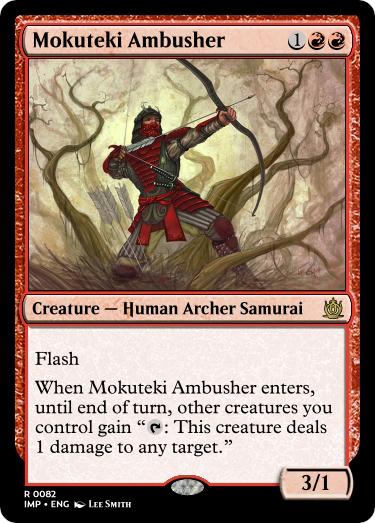 Mokuteki Ambusher 1
Creature — Human Archer Samurai
Flash
When Mokuteki Ambusher enters,
until end of turn, other creatures you
control gain “: This creature deals
1 damage to any target.”
3/1
R 0082
IMP • ENG Lee Smith